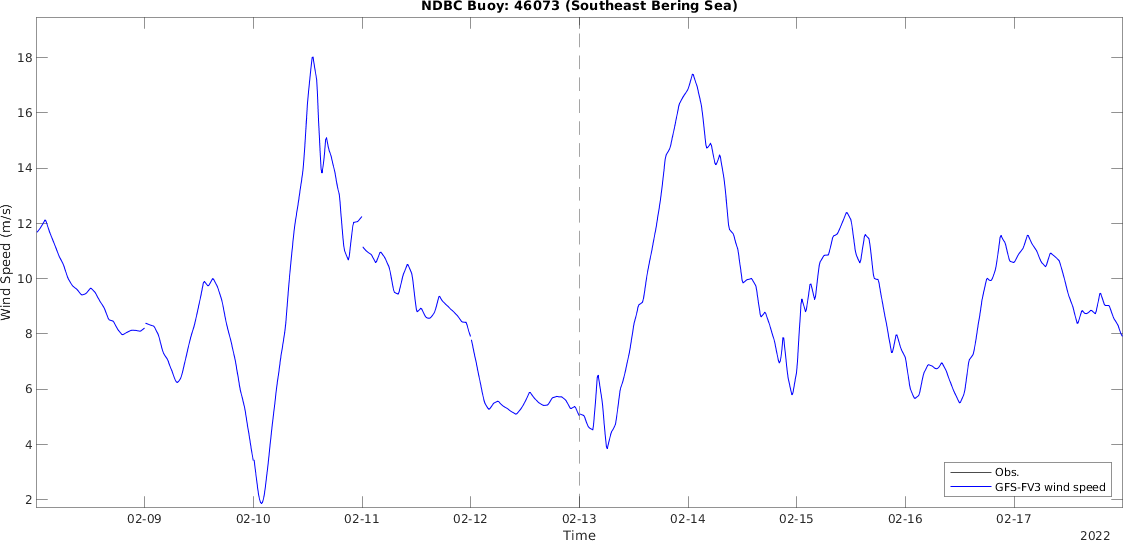 NDBC Buoy: 46073 (Southeast Bering Sea)
Wind Speed (m/s)
18
16
14
12
10
8
6
4
2
Obs.
GFS-FV3 wind speed
02-09 02-10 02-11 02-12 02-13 02-14 02-15 02-16 02-17
Time
2022